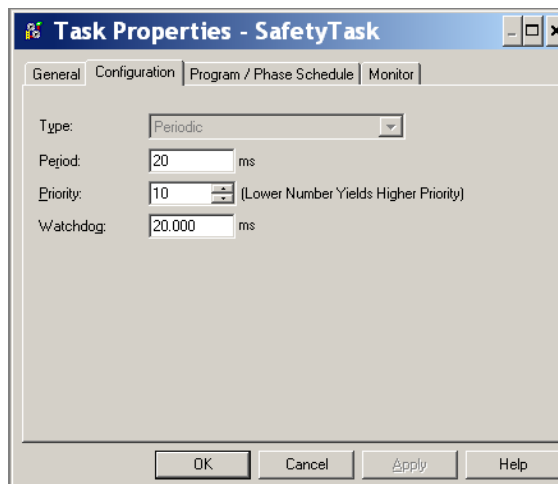 Task Properties - SafetyTask
General Configuration Program / Phase Schedule Monitor
Type: Periodic
Period: 20 ms
Priority: 10 (Lower Number Yields Higher Priority)
Watchdog: 20.000 ms
OK Cancel Apply Help